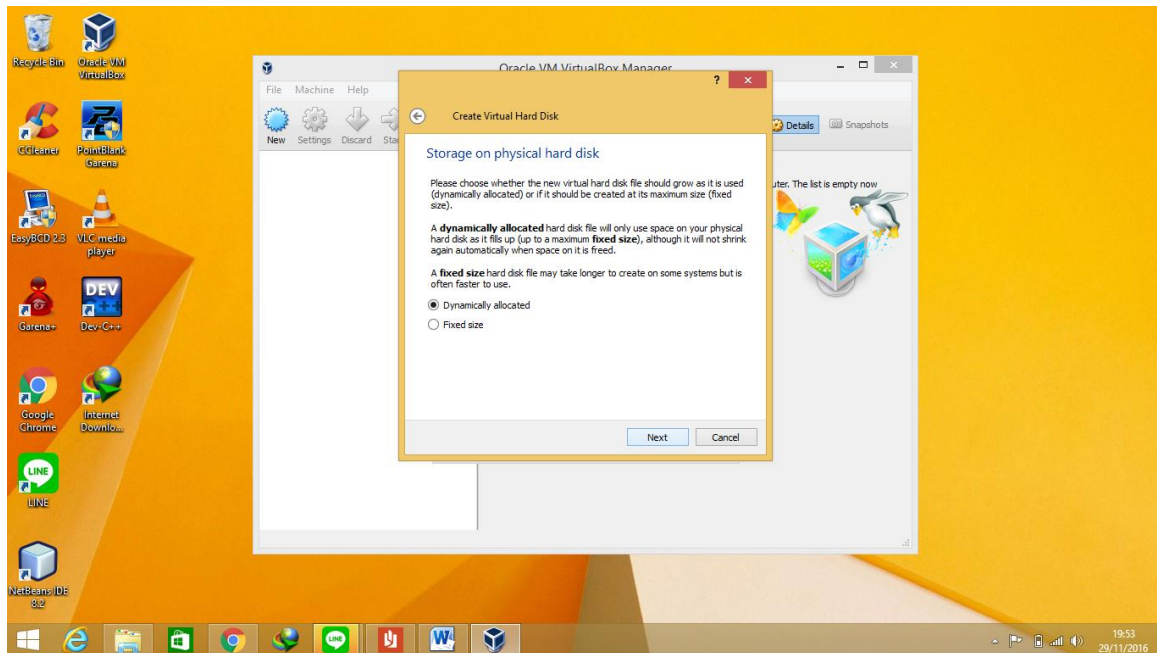 Recycle Bin
Oracle VM
VirtualBox
CCleaner
PointBlank
Garena
EasyBCD 2.3
VLC media
player
DEV
Garena+
Dev-C++
Google
Chrome
Internet
Downlo...
LINE
LINE
NetBeans IDE
8.2
Oracle VM VirtualBox Manager
File Machine Help
New Settings Discard
Details
Snapshots
uter. The list is empty now
? 
Create Virtual Hard Disk
Storage on physical hard disk
Please choose whether the new virtual hard disk file should grow as it is used
(dynamically allocated) or if it should be created at its maximum size (fixed
size).
A dynamically allocated hard disk file will only use space on your physical
hard disk as it fills up (up to a maximum fixed size), although it will not shrink
again automatically when space on it is freed.
A fixed size hard disk file may take longer to create on some systems but is
often faster to use.
Dynamically allocated
Fixed size
Next
Cancel
LINE
19:53
29/11/2016